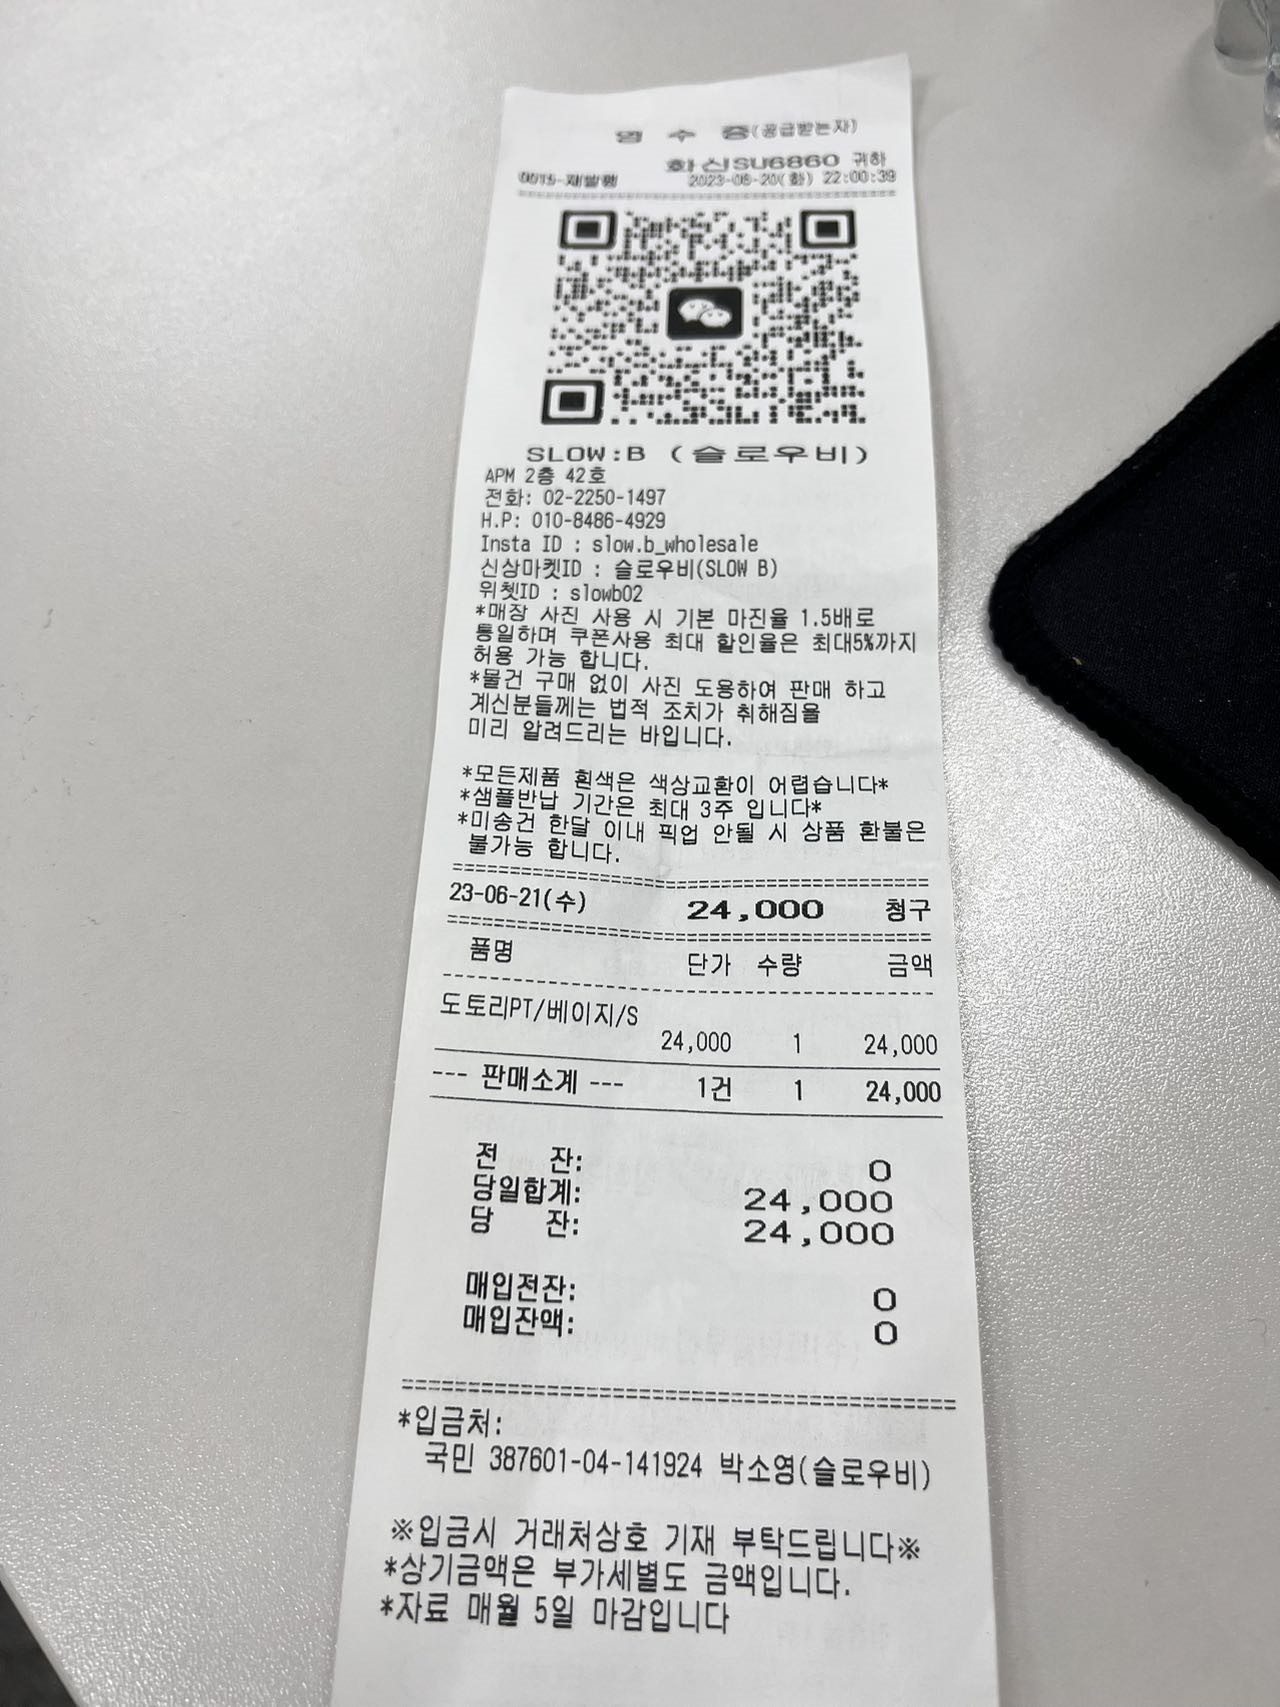 영 수 증(공급받는자)
화신SU6860 귀하
0015-재발행 2023-06-20(화) 22:00:39
SLOW:B (슬로우비)
APM 2층 42호
전화: 02-2250-1497
H.P: 010-8486-4929
Insta ID : slow.b_wholesale
신상마켓ID : 슬로우비(SLOW B)
위쳇ID : slowb02
*매장 사진 사용 시 기본 마진율 1.5배로
통일하며 쿠폰사용 최대 할인율은 최대5%까지
허용 가능 합니다.
*물건 구매 없이 사진 도용하여 판매 하고
계신분들께는 법적 조치가 취해짐을
미리 알려드리는 바입니다.
*모든제품 흰색은 색상교환이 어렵습니다*
*샘플반납 기간은 최대 3주 입니다*
*미송건 한달 이내 픽업 안될 시 상품 환불은
불가능 합니다.
23-06-21(수) 24,000 청구
품명 단가 수량 금액
도토리PT/베이지/S
24,000 1 24,000
--- 판매소계 --- 1건 1 24,000
전 잔: 0
당일합계: 24,000
당 잔: 24,000
매입전잔: 0
매입잔액: 0
*입금처:
국민 387601-04-141924 박소영(슬로우비)
※입금시 거래처상호 기재 부탁드립니다※
*상기금액은 부가세별도 금액입니다.
*자료 매월 5일 마감입니다